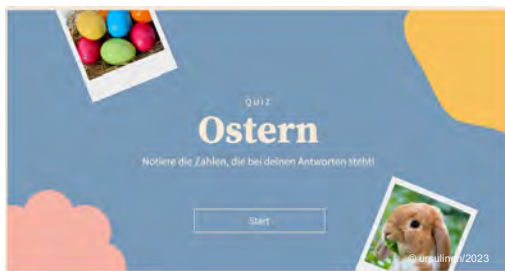 Quiz
Ostern
Notiere die Zahlen, die bei deinen Antworten steht!
Start
© ursulinen/2023